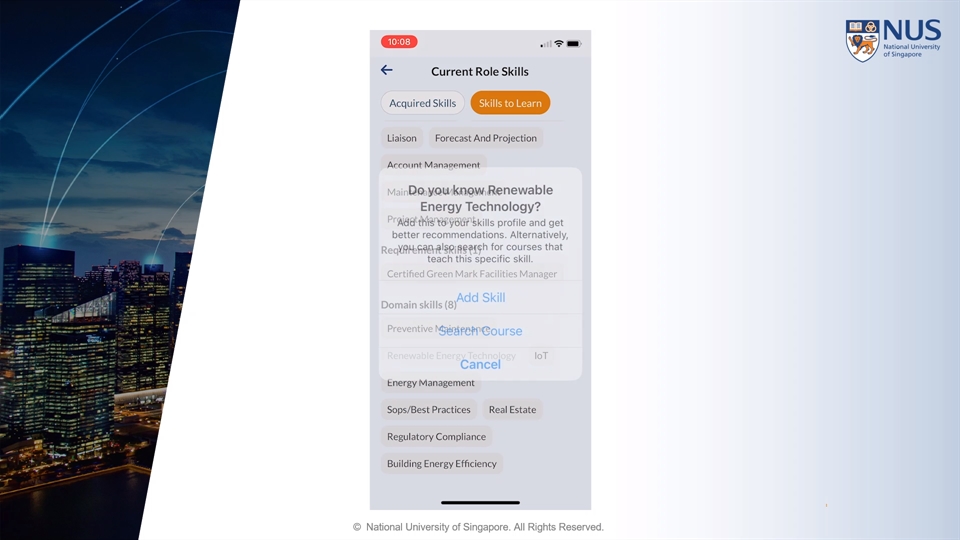 10:08
NUS
National University
of Singapore
Current Role Skills
Acquired Skills
Skills to Learn
Liaison
Forecast And Projection
Account Management
Maintenance Management
Project Management
Do you know Renewable
Energy Technology?
Add this to your skills profile and get
better recommendations. Alternatively,
you can also search for courses that
teach this specific skill.
Requirement skills (1)
Certified Green Mark Facilities Manager
Add Skill
Domain skills (8)
Preventive Maintenance
Search Course
Renewable Energy Technology
IoT
Cancel
Energy Management
Sops/Best Practices
Real Estate
Regulatory Compliance
Building Energy Efficiency
© National University of Singapore. All Rights Reserved.